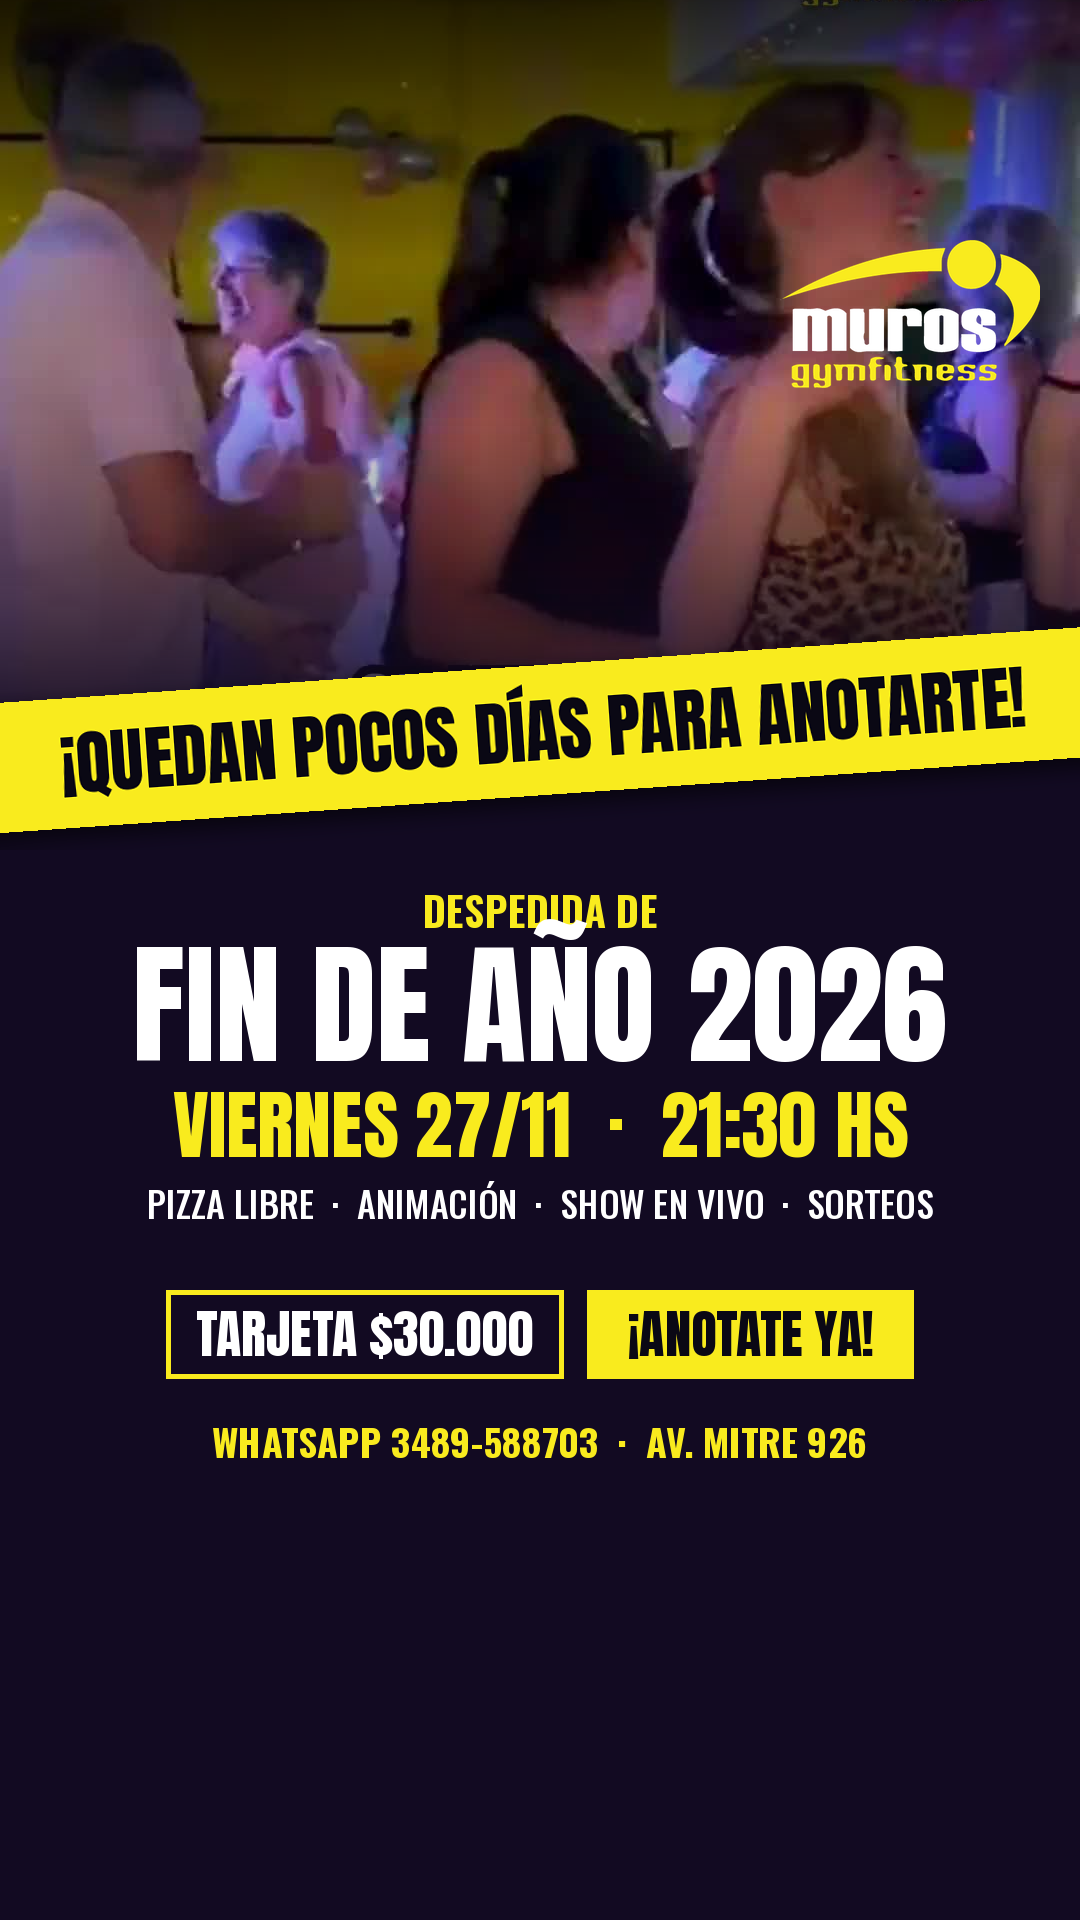 muros
gymfitness
¡QUEDAN POCOS DÍAS PARA ANOTARTE!
DESPEDIDA DE
FIN DE AÑO 2026
VIERNES 27/11 · 21:30 HS
PIZZA LIBRE · ANIMACIÓN · SHOW EN VIVO · SORTEOS
TARJETA $30.000
¡ANOTATE YA!
WHATSAPP 3489-588703 · AV. MITRE 926